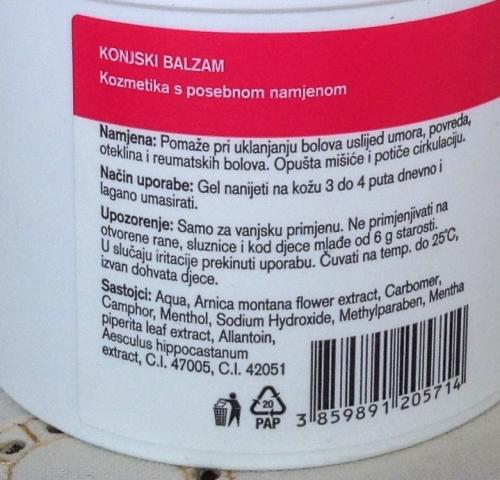 KONJSKI BALZAM
Kozmetika s posebnom namjenom
Namjena: Pomaže pri uklanjanju bolova uslijed umora, povreda,
oteklina i reumatskih bolova. Opušta mišiće i potiče cirkulaciju.
Način uporabe: Gel nanijeti na kožu 3 do 4 puta dnevno i
lagano umasirati.
Upozorenje: Samo za vanjsku primjenu. Ne primjenjivati na
otvorene rane, sluznice i kod djece mlađe od 6 g starosti.
U slučaju iritacije prekinuti uporabu. Čuvati na temp. do 25°C,
izvan dohvata djece.
Sastojci: Aqua, Arnica montana flower extract, Carbomer,
Camphor, Menthol, Sodium Hydroxide, Methylparaben, Mentha
piperita leaf extract, Allantoin,
Aesculus hippocastanum
extract, C.I. 47005, C.I. 42051
20
PAP
3 859891 205714